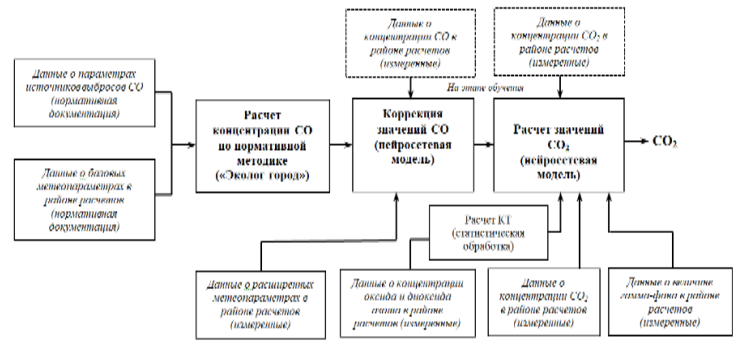 Данные о
концентрации СО в
районе расчетов
(измеренные)
Данные о
концентрации СО2 в
районе расчетов
(измеренные)
На этапе обучения
Данные о параметрах
источников выбросов СО
(нормативная
документация)
Данные о базовых
метеопараметрах в
районе расчетов
(нормативная
документация)
Расчет
концентрации СО
по нормативной
методике
(«Эколог город»)
Коррекция
значений СО
(нейросетевая
модель)
Расчет значений
СО2
(нейросетевая
модель)
СО2
Расчет КТ
(статистическая
обработка)
Данные о расширенных
метеопараметрах в
районе расчетов
(измеренные)
Данные о концентрации
оксида и диоксида
азота в районе
расчетов (измеренные)
Данные о
концентрации СО2
в районе расчетов
(измеренные)
Данные о величине
гамма-фона в районе
расчетов
(измеренные)